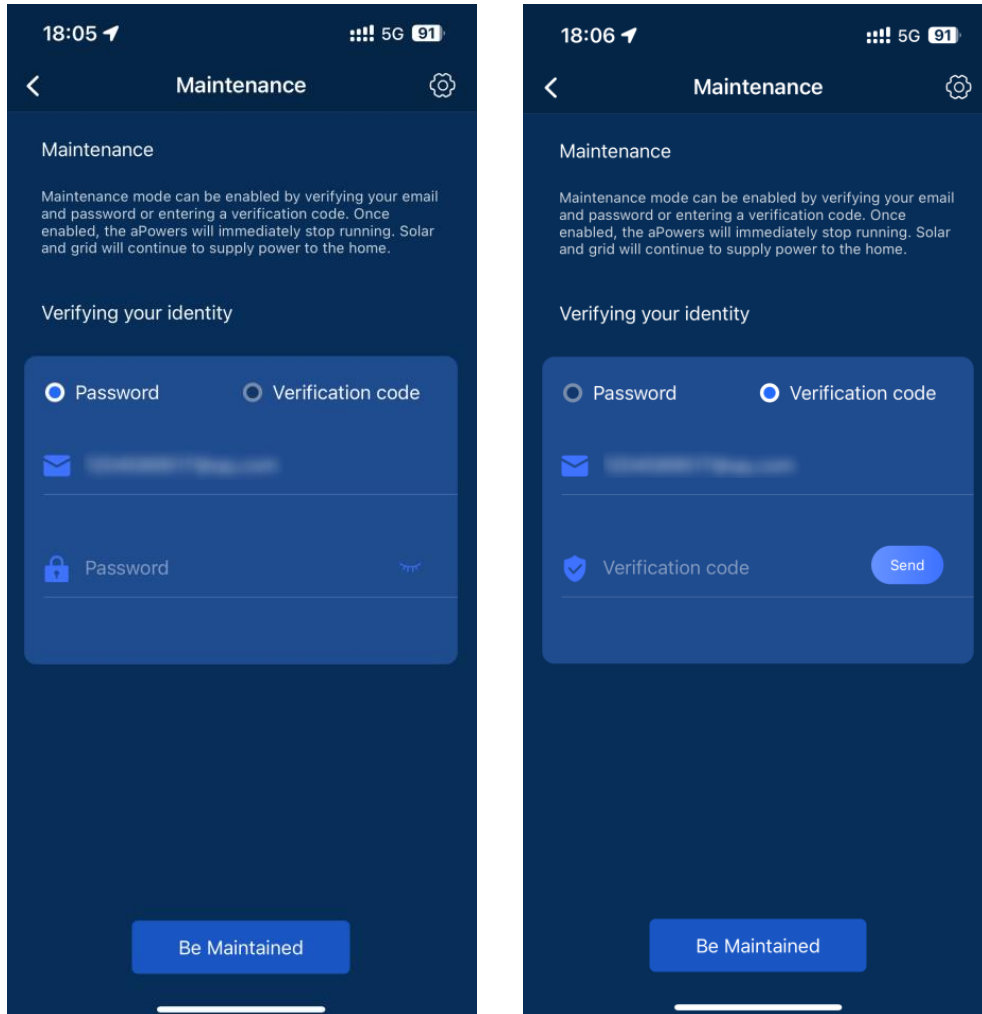 18:05
5G 91
Maintenance
Maintenance
Maintenance mode can be enabled by verifying your email
and password or entering a verification code. Once
enabled, the aPowers will immediately stop running. Solar
and grid will continue to supply power to the home.
Verifying your identity
Password Verification code
Password
Be Maintained
18:06
5G 91
Maintenance
Maintenance
Maintenance mode can be enabled by verifying your email
and password or entering a verification code. Once
enabled, the aPowers will immediately stop running. Solar
and grid will continue to supply power to the home.
Verifying your identity
Password Verification code
Verification code Send
Be Maintained